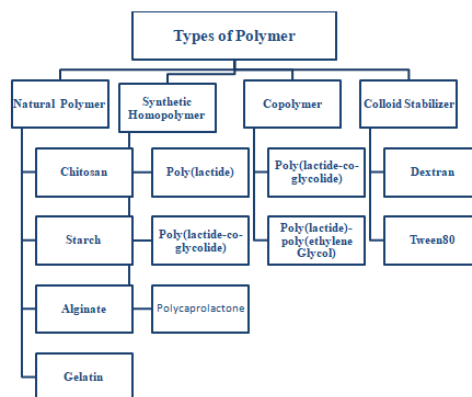 Types of Polymer
Natural Polymer
Synthetic
Homopolymer
Copolymer
Colloid Stabilizer
Chitosan
Poly(lactide)
Poly(lactide-co-
glycolide)
Dextran
Starch
Poly(lactide-co-
glycolide)
Poly(lactide)-
poly(ethylene
Glycol)
Tween80
Alginate
Polycaprolactone
Gelatin